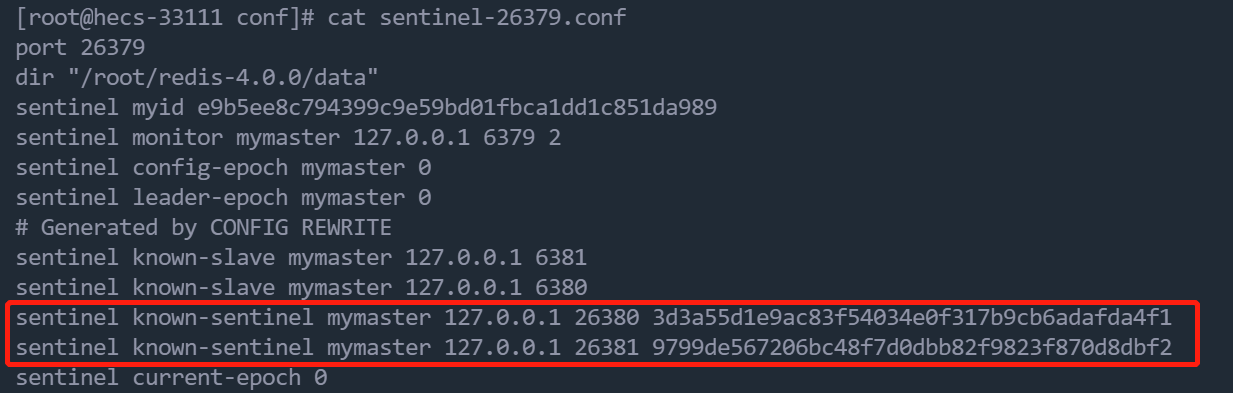 [root@hecs-33111 conf]# cat sentinel-26379.conf
port 26379
dir "/root/redis-4.0.0/data"
sentinel myid e9b5ee8c794399c9e59bd01fbca1dd1c851da989
sentinel monitor mymaster 127.0.0.1 6379 2
sentinel config-epoch mymaster 0
sentinel leader-epoch mymaster 0
# Generated by CONFIG REWRITE
sentinel known-slave mymaster 127.0.0.1 6381
sentinel known-slave mymaster 127.0.0.1 6380
sentinel known-sentinel mymaster 127.0.0.1 26380 3d3a55d1e9ac83f54034e0f317b9cb6adafda4f1
sentinel known-sentinel mymaster 127.0.0.1 26381 9799de567206bc48f7d0dbb82f9823f870d8dbf2
sentinel current-epoch 0